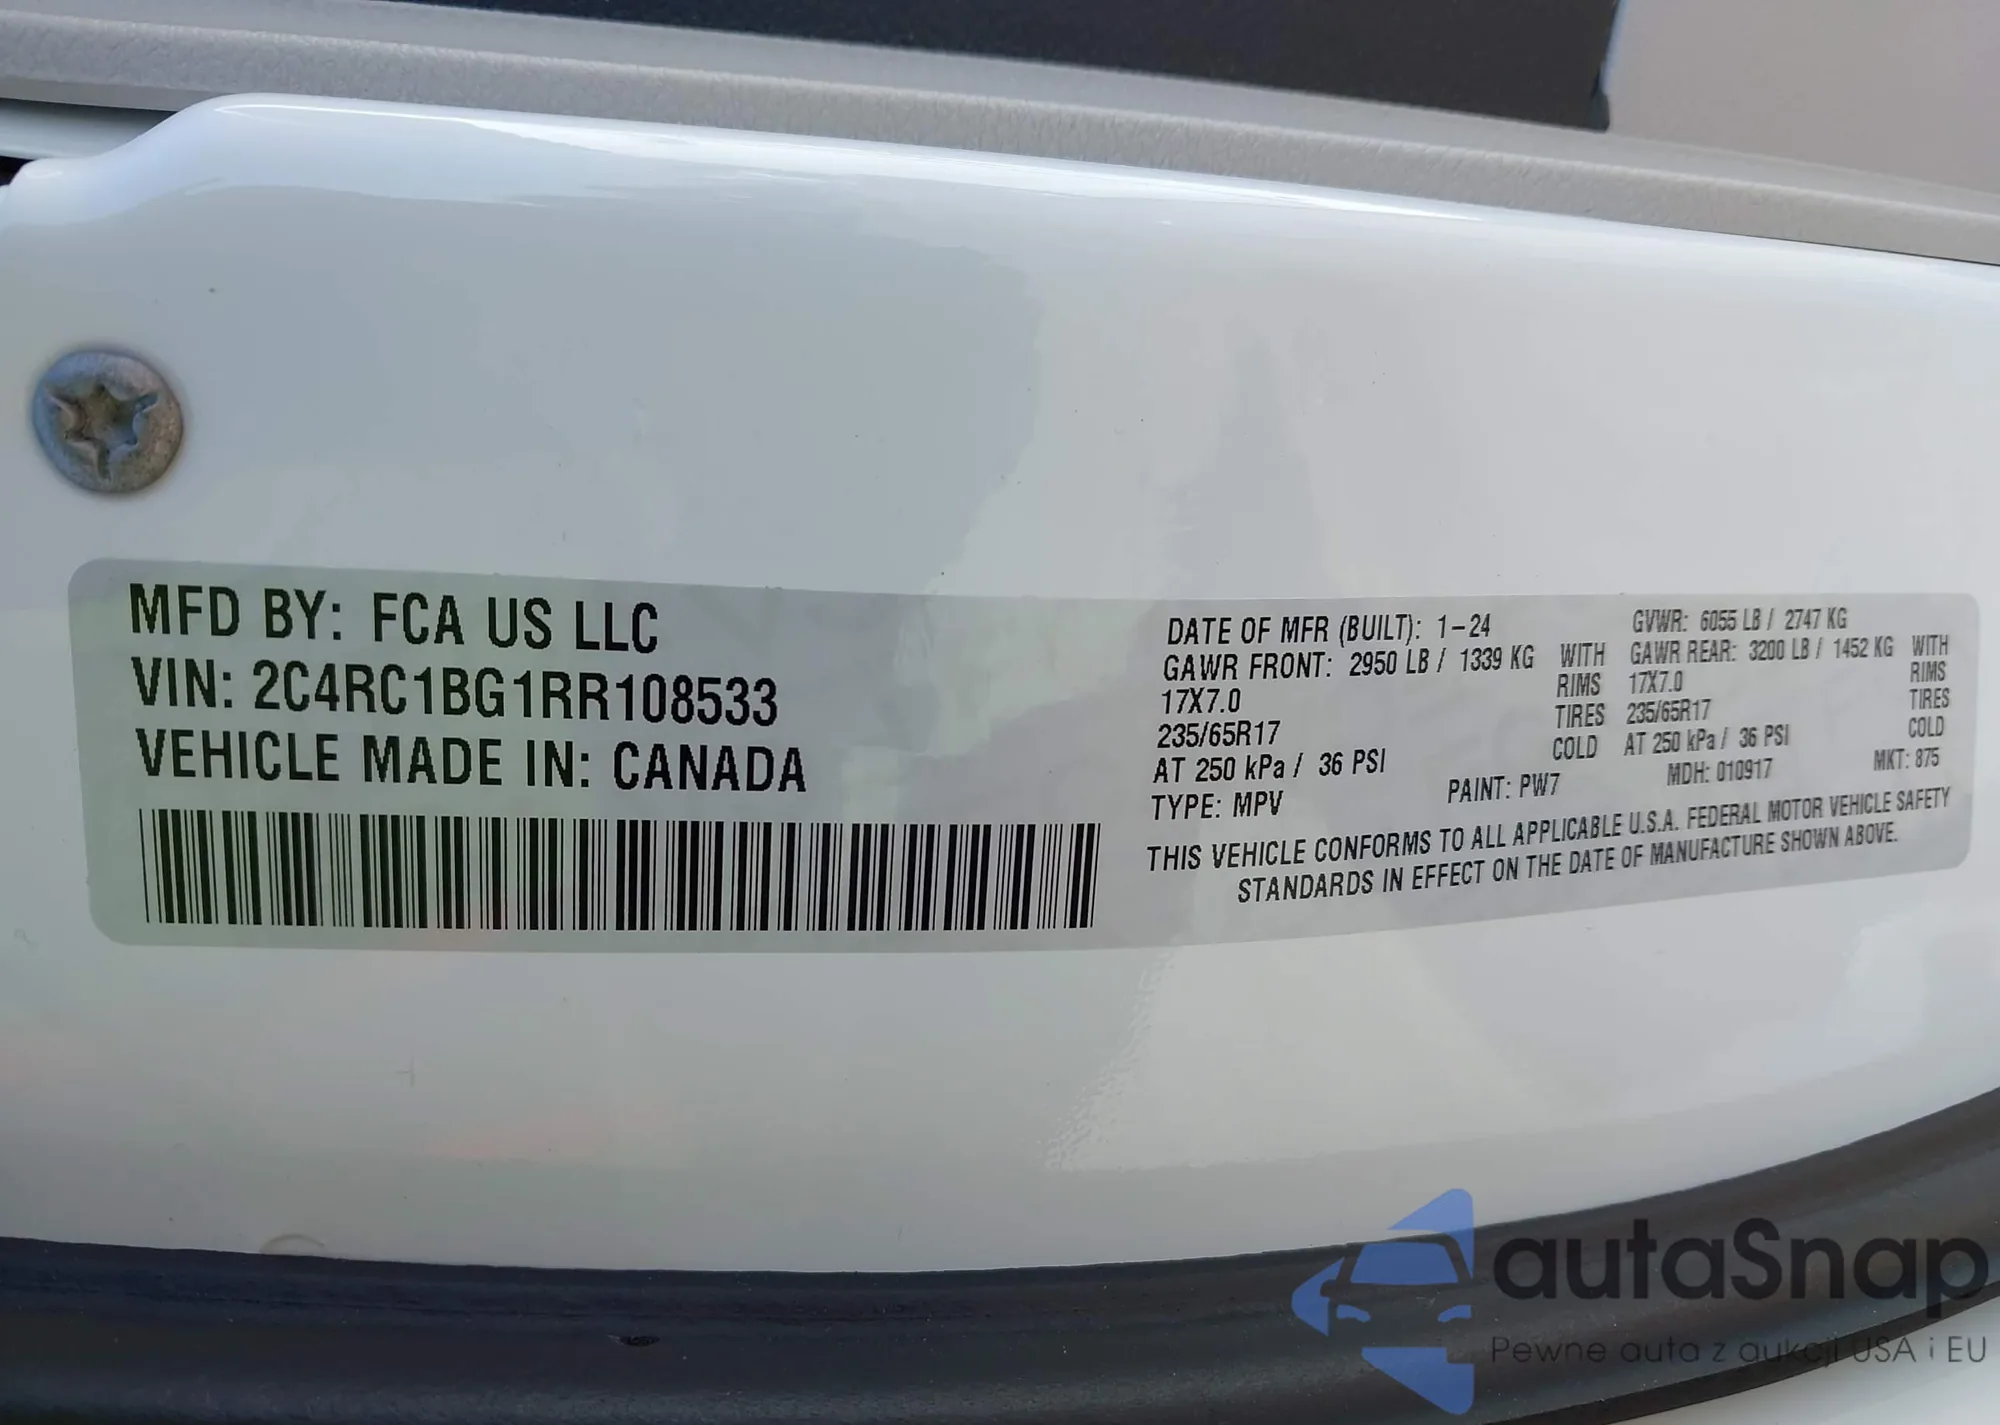 MFD BY: FCA US LLC
VIN: 2C4RC1BG1RR108533
VEHICLE MADE IN: CANADA
DATE OF MFR (BUILT): 1-24 GVWR: 6055 LB / 2747 KG
GAWR FRONT: 2950 LB / 1339 KG WITH GAWR REAR: 3200 LB / 1452 KG WITH
17X7.0 RIMS 17X7.0 RIMS
235/65R17 TIRES 235/65R17 TIRES
AT 250 kPa / 36 PSI COLD AT 250 kPa / 36 PSI COLD
TYPE: MPV PAINT: PW7 MDH: 010917 MKT: 875
THIS VEHICLE CONFORMS TO ALL APPLICABLE U.S.A. FEDERAL MOTOR VEHICLE SAFETY
STANDARDS IN EFFECT ON THE DATE OF MANUFACTURE SHOWN ABOVE.
autaSnap
Pewne auta z aukcji USA i EU